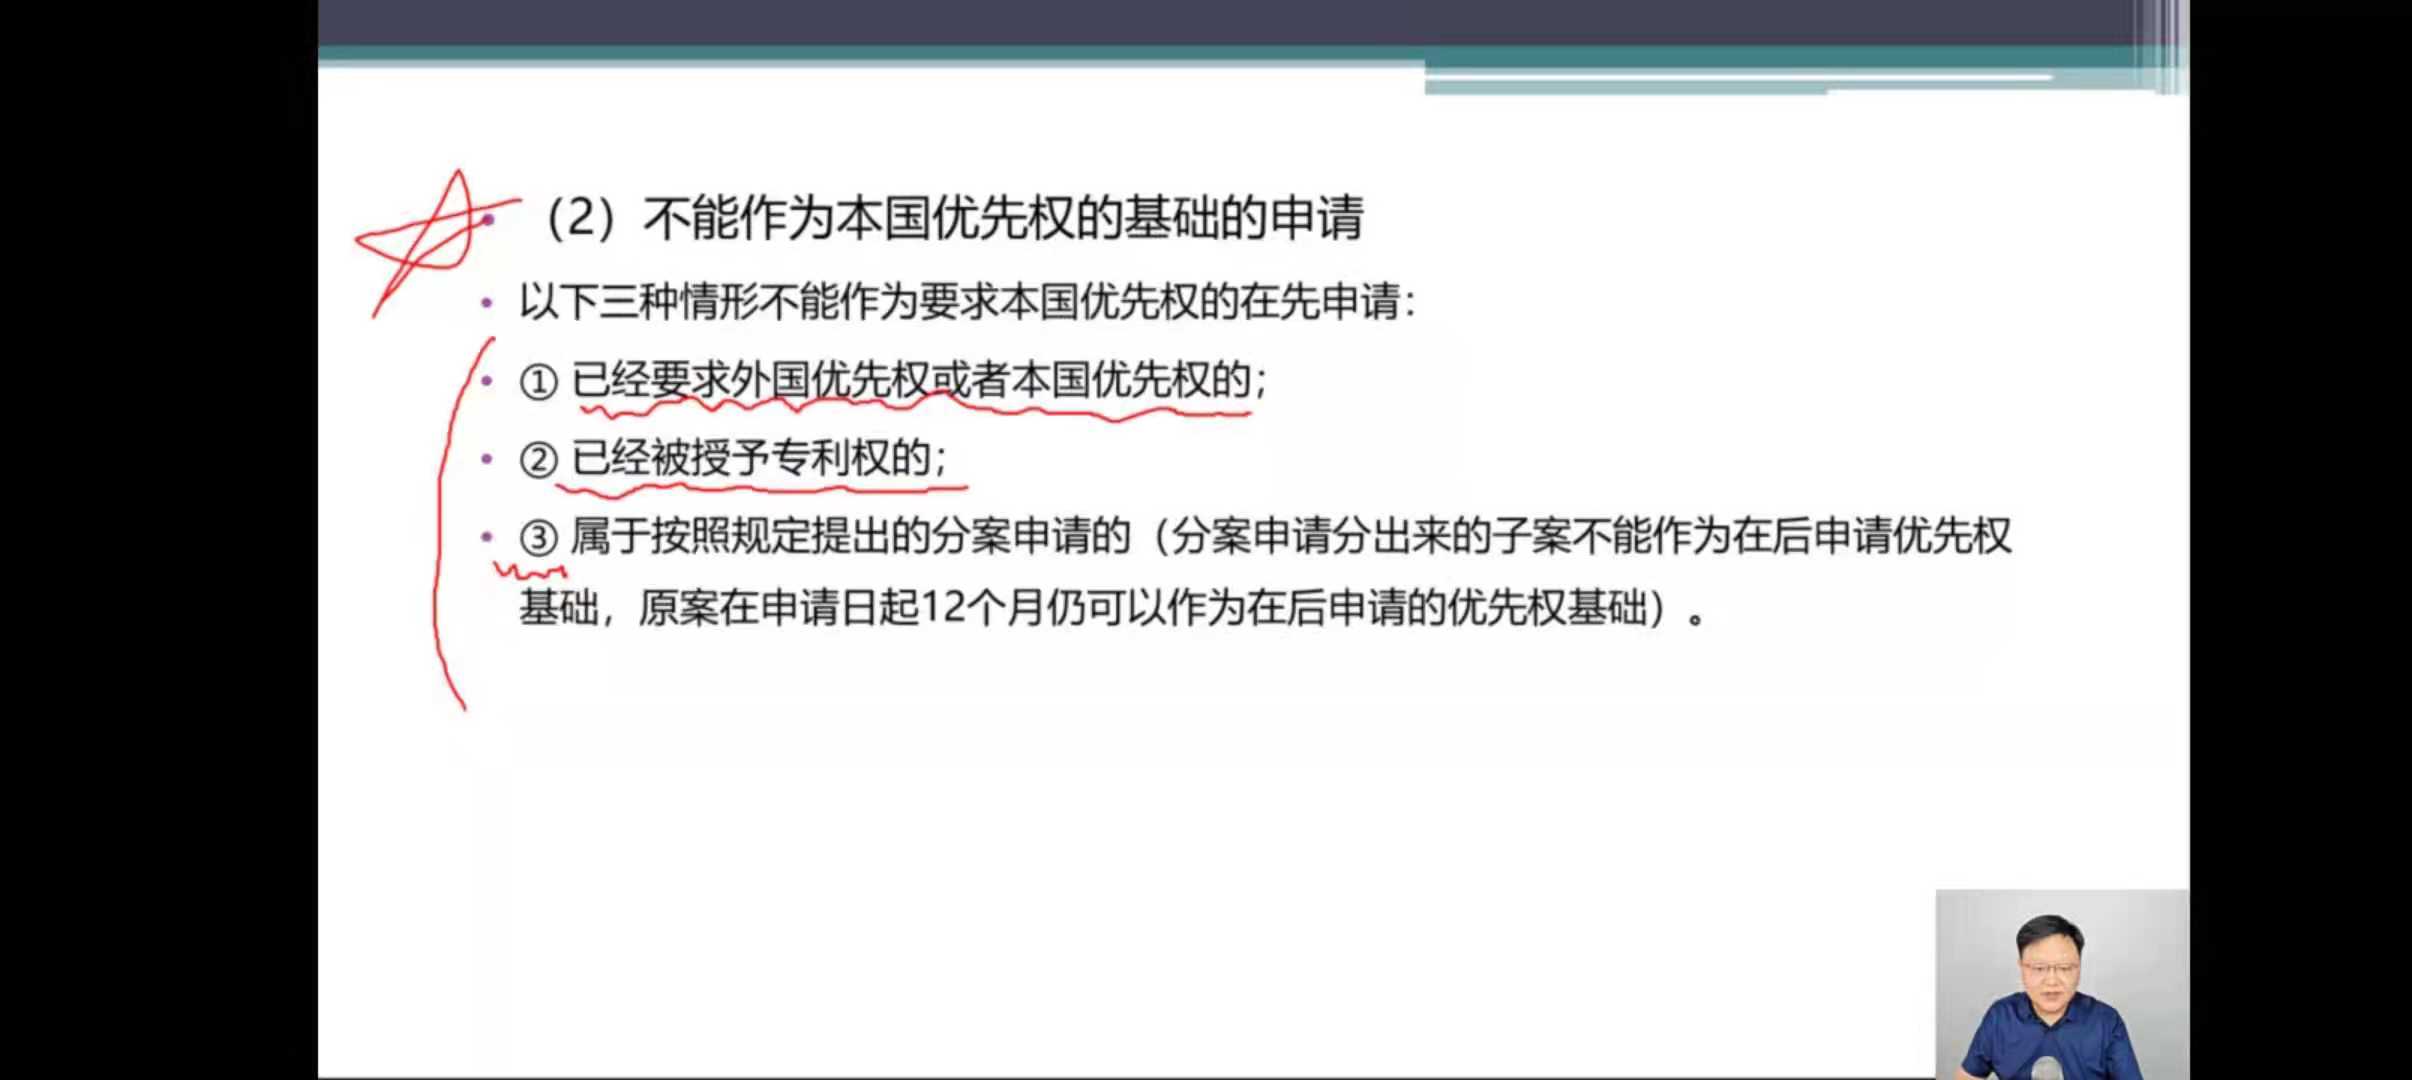 （2）不能作为本国优先权的基础的申请
以下三种情形不能作为要求本国优先权的在先申请：
① 已经要求外国优先权或者本国优先权的；
② 已经被授予专利权的；
③ 属于按照规定提出的分案申请的（分案申请分出来的子案不能作为在后申请优先权
基础，原案在申请日起12个月仍可以作为在后申请的优先权基础）。